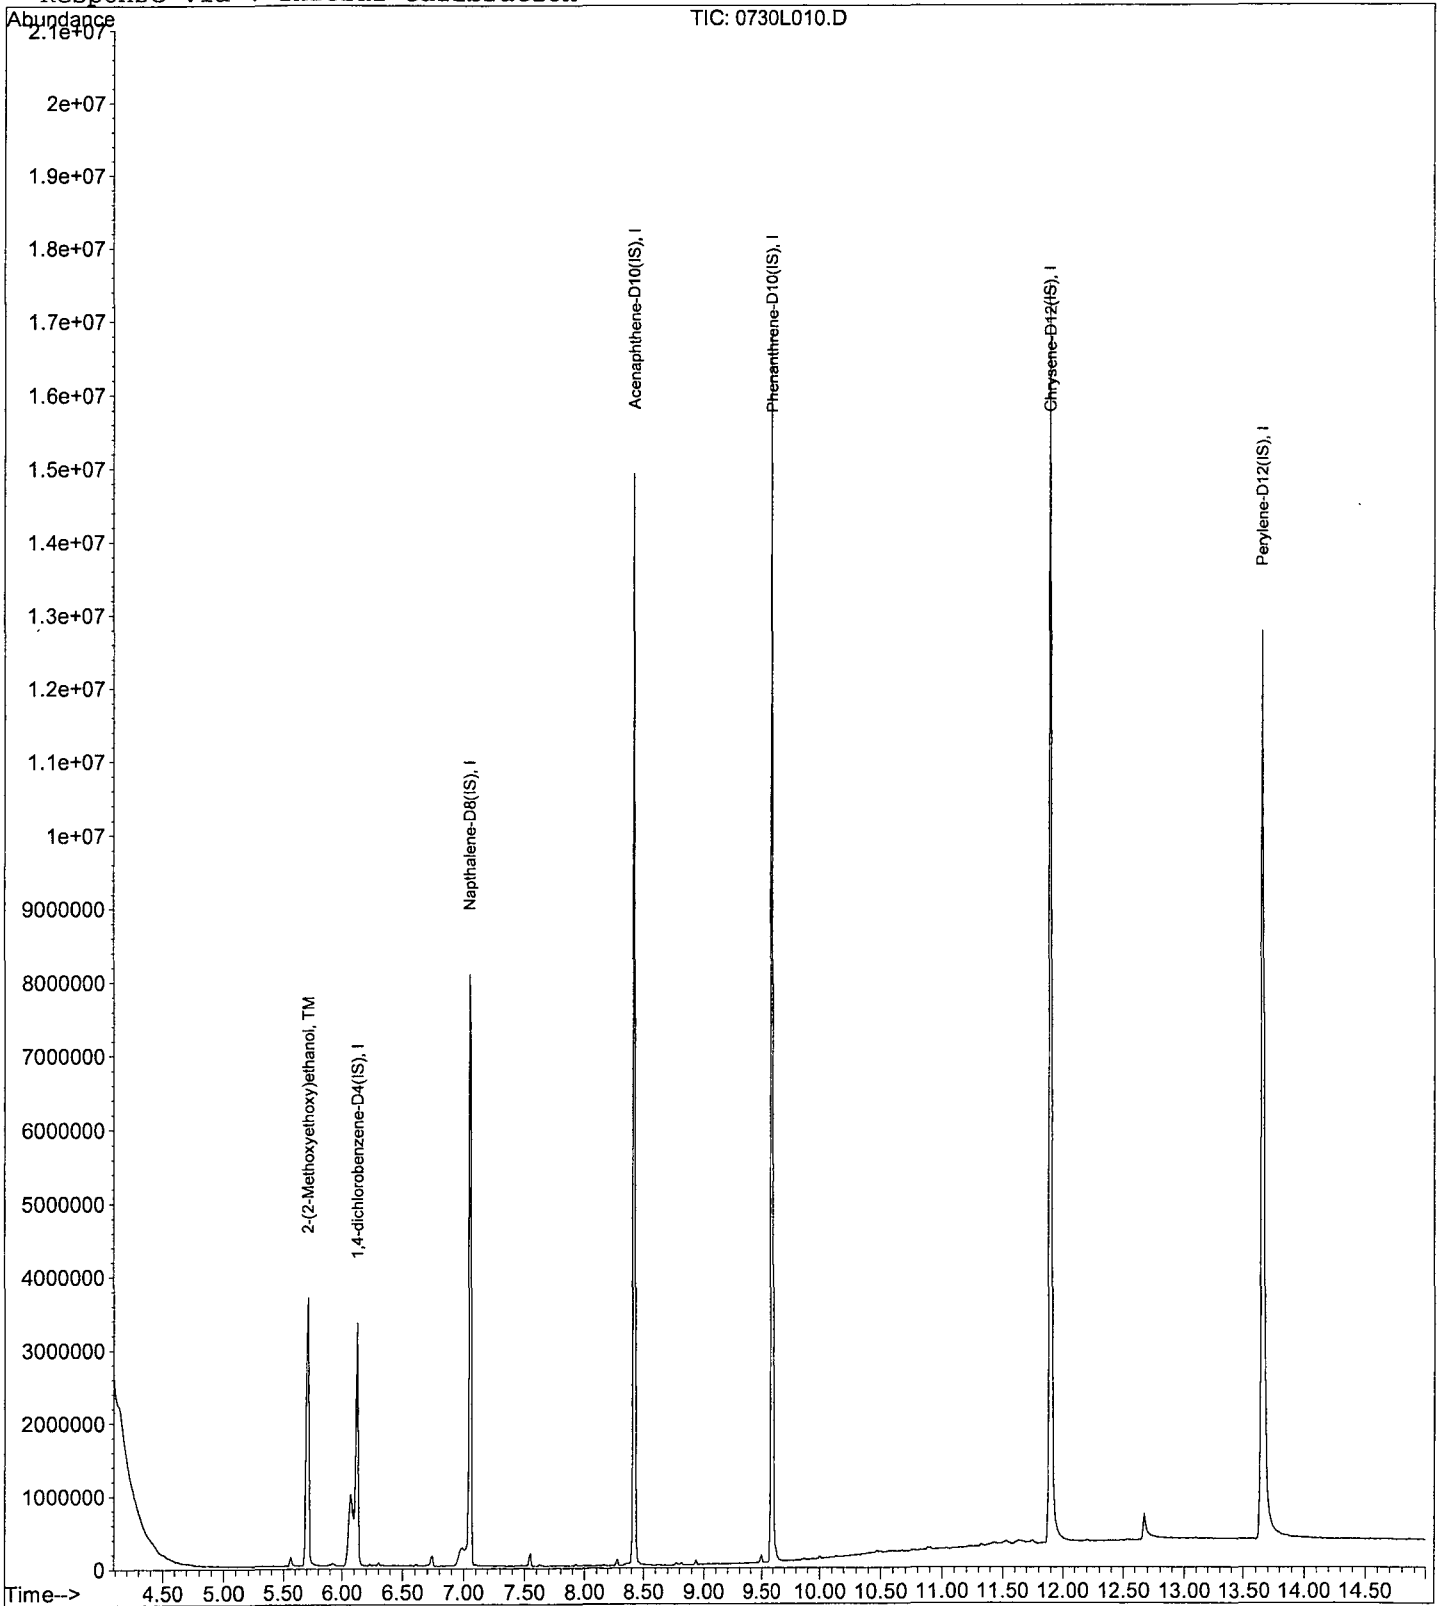 Response via : Initial Calibration
Abundance
TIC: 0730L010.D
2.1e+07
2e+07
1.9e+07
1.8e+07
1.7e+07
1.6e+07
1.5e+07
1.4e+07
1.3e+07
1.2e+07
1.1e+07
1e+07
9000000
8000000
7000000
6000000
5000000
4000000
3000000
2000000
1000000
0
2-(2-Methoxyethoxy)ethanol, TM
1,4-dichlorobenzene-D4(IS), I
Napthalene-D8(IS), I
Acenaphthene-D10(IS), I
Phenanthrene-D10(IS), I
Chrysene-D12(IS), I
Perylene-D12(IS), I
Time-->
4.50 5.00 5.50 6.00 6.50 7.00 7.50 8.00 8.50 9.00 9.50 10.00 10.50 11.00 11.50 12.00 12.50 13.00 13.50 14.00 14.50